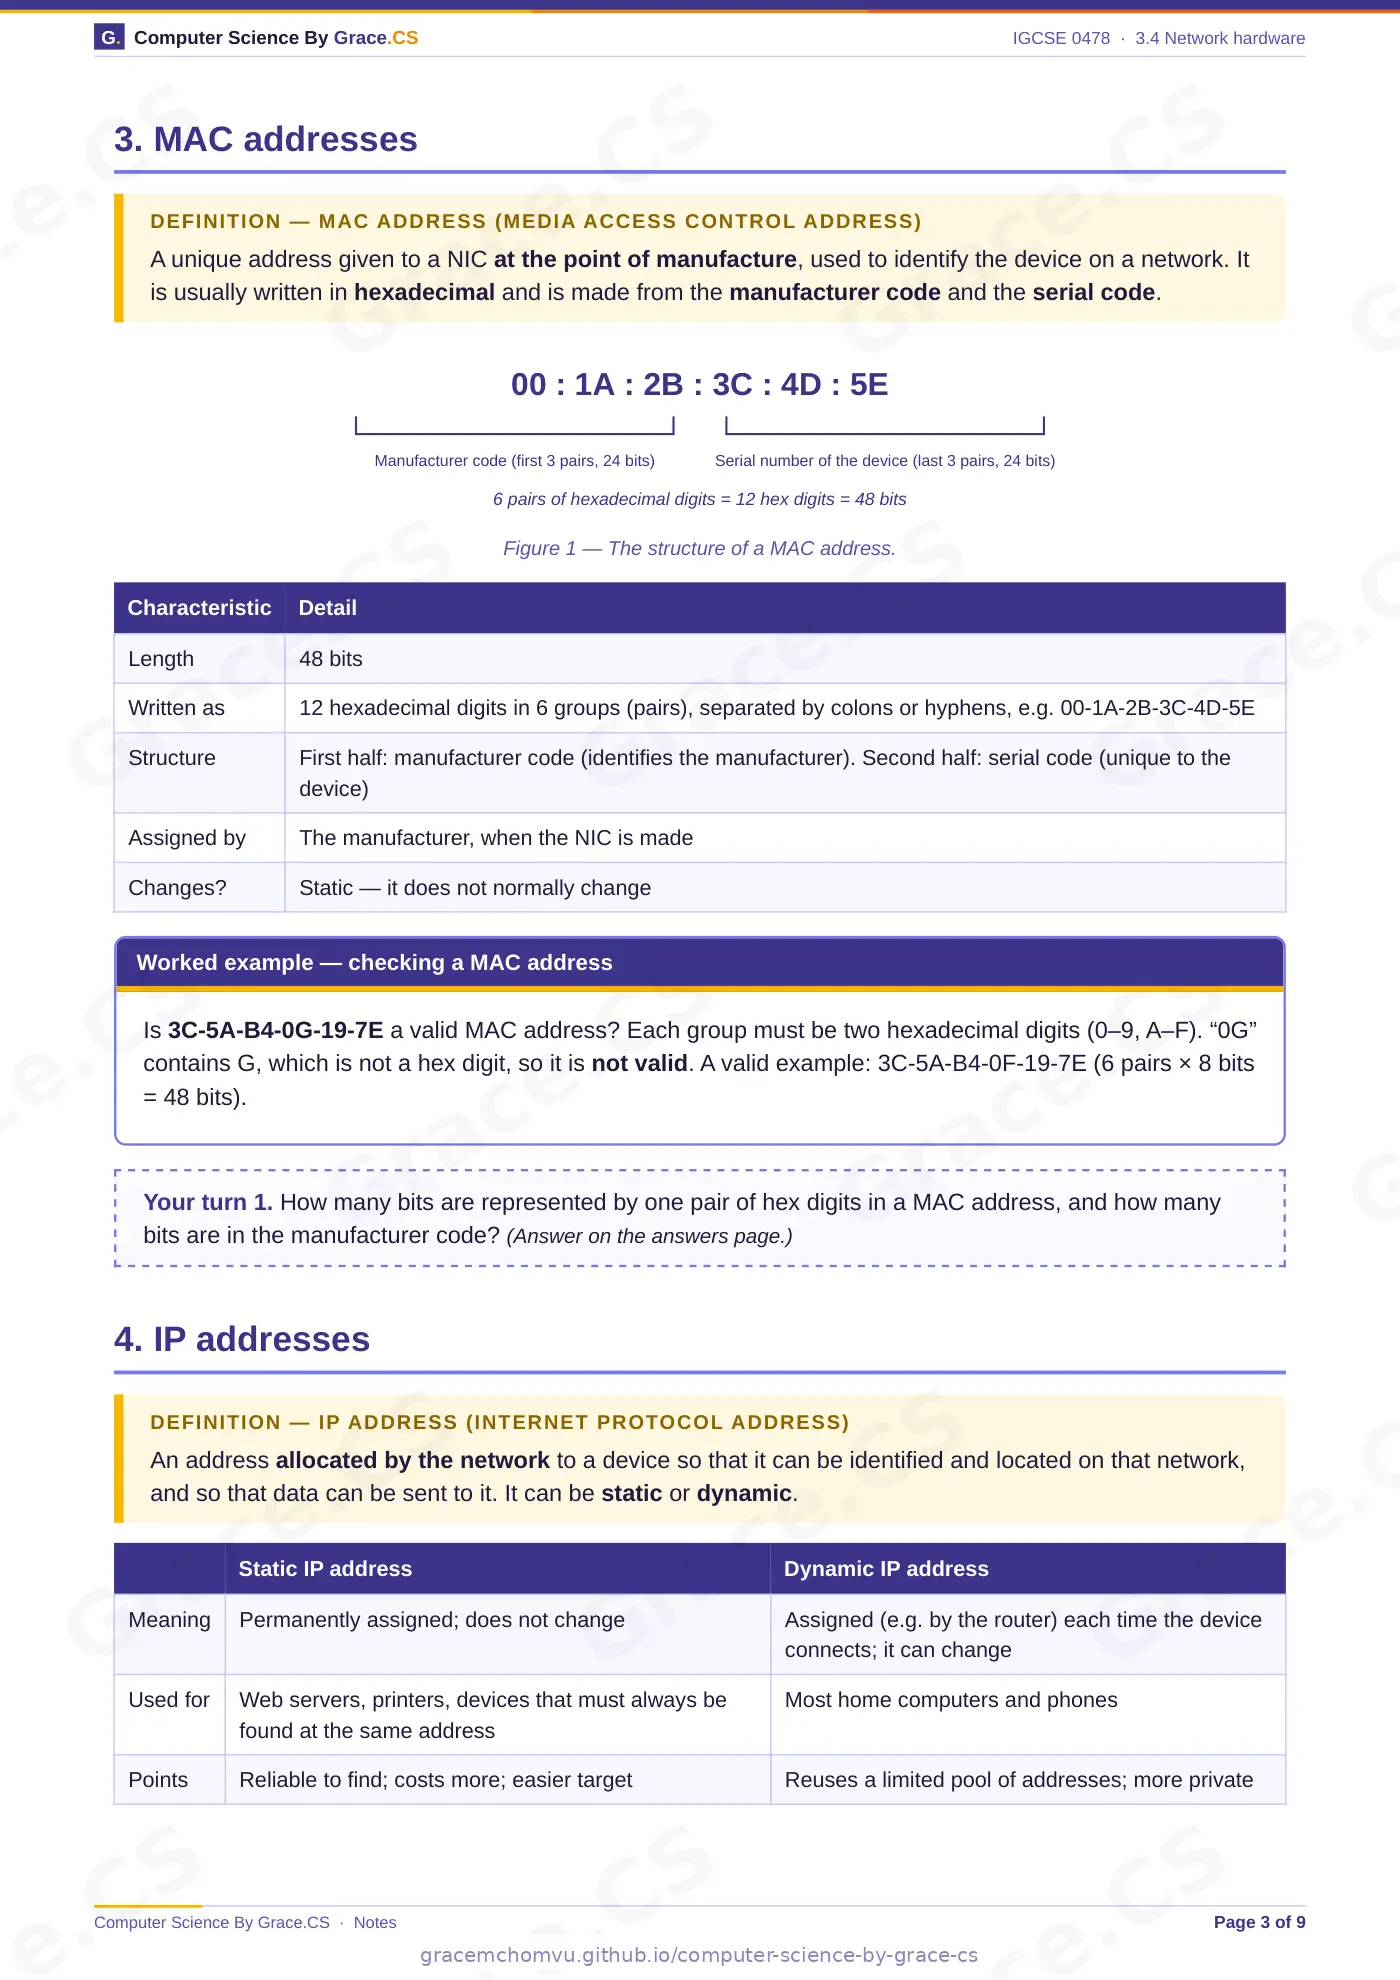 G. Computer Science By Grace.CS
IGCSE 0478 · 3.4 Network hardware
3. MAC addresses
DEFINITION — MAC ADDRESS (MEDIA ACCESS CONTROL ADDRESS)
A unique address given to a NIC at the point of manufacture, used to identify the device on a network. It
is usually written in hexadecimal and is made from the manufacturer code and the serial code.
00 : 1A : 2B : 3C : 4D : 5E
Manufacturer code (first 3 pairs, 24 bits)
Serial number of the device (last 3 pairs, 24 bits)
6 pairs of hexadecimal digits = 12 hex digits = 48 bits
Figure 1 — The structure of a MAC address.
Characteristic Detail
Length 48 bits
Written as 12 hexadecimal digits in 6 groups (pairs), separated by colons or hyphens, e.g. 00-1A-2B-3C-4D-5E
Structure First half: manufacturer code (identifies the manufacturer). Second half: serial code (unique to the
device)
Assigned by The manufacturer, when the NIC is made
Changes? Static — it does not normally change
Worked example — checking a MAC address
Is 3C-5A-B4-0G-19-7E a valid MAC address? Each group must be two hexadecimal digits (0–9, A–F). “0G”
contains G, which is not a hex digit, so it is not valid. A valid example: 3C-5A-B4-0F-19-7E (6 pairs × 8 bits
= 48 bits).
Your turn 1. How many bits are represented by one pair of hex digits in a MAC address, and how many
bits are in the manufacturer code? (Answer on the answers page.)
4. IP addresses
DEFINITION — IP ADDRESS (INTERNET PROTOCOL ADDRESS)
An address allocated by the network to a device so that it can be identified and located on that network,
and so that data can be sent to it. It can be static or dynamic.
Static IP address Dynamic IP address
Meaning Permanently assigned; does not change Assigned (e.g. by the router) each time the device
connects; it can change
Used for Web servers, printers, devices that must always be Most home computers and phones
found at the same address
Points Reliable to find; costs more; easier target Reuses a limited pool of addresses; more private
Computer Science By Grace.CS · Notes
Page 3 of 9
gracemchomvu.github.io/computer-science-by-grace-cs